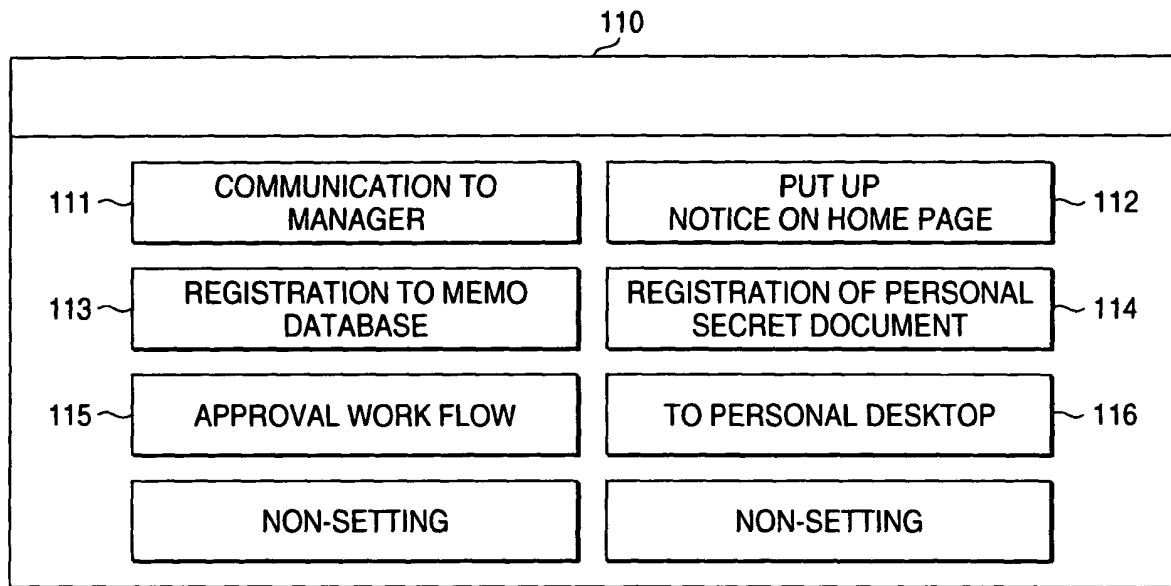 110
111
COMMUNICATION TO
MANAGER
PUT UP
NOTICE ON HOME PAGE
112
113
REGISTRATION TO MEMO
DATABASE
REGISTRATION OF PERSONAL
SECRET DOCUMENT
114
115
APPROVAL WORK FLOW
TO PERSONAL DESKTOP
116
NON-SETTING
NON-SETTING